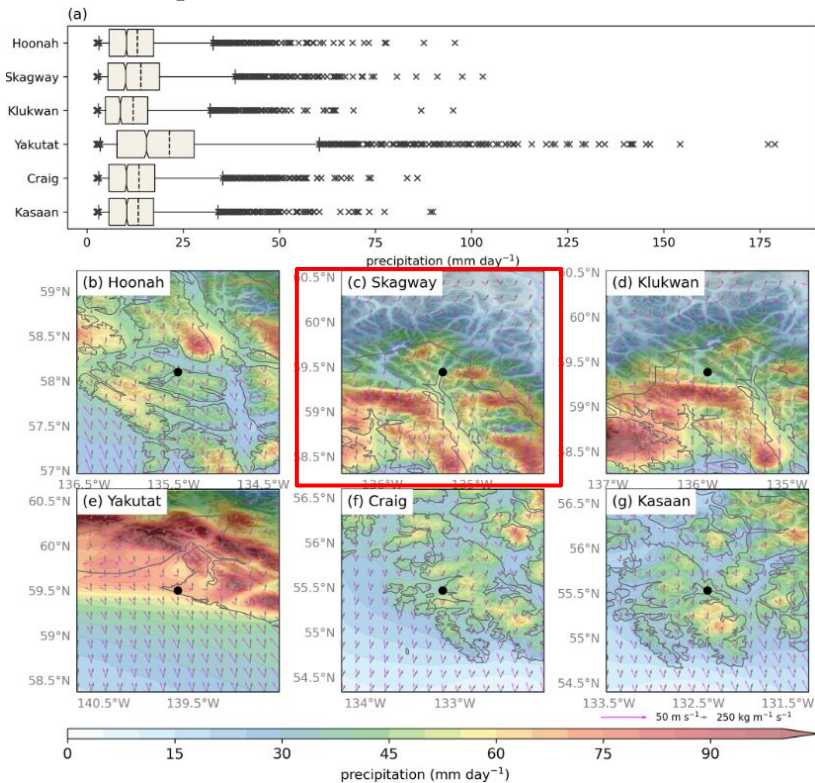 (a)
Hoonah
Skagway
Klukwan
Yakutat
Craig
Kasaan
0 25 50 75 100 125 150 175
precipitation (mm day⁻¹)
(b) Hoonah
59°N
58.5°N
58°N
57.5°N
57°N
136.5°W 135.5°W 134.5°W
(c) Skagway
60.5°N
60°N
59.5°N
59°N
58.5°N
(d) Klukwan
60°N
59.5°N
59°N
58.5°N
137°W 136°W 135°W
(e) Yakutat
60.5°N
60°N
59.5°N
59°N
58.5°N
140.5°W 139.5°W
(f) Craig
56.5°N
56°N
55.5°N
55°N
54.5°N
134°W 133°W
(g) Kasaan
56.5°N
56°N
55.5°N
55°N
54.5°N
133.5°W 132.5°W 131.5°W
50 m s⁻¹ 250 kg m⁻¹ s⁻¹
0 15 30 45 60 75 90
precipitation (mm day⁻¹)